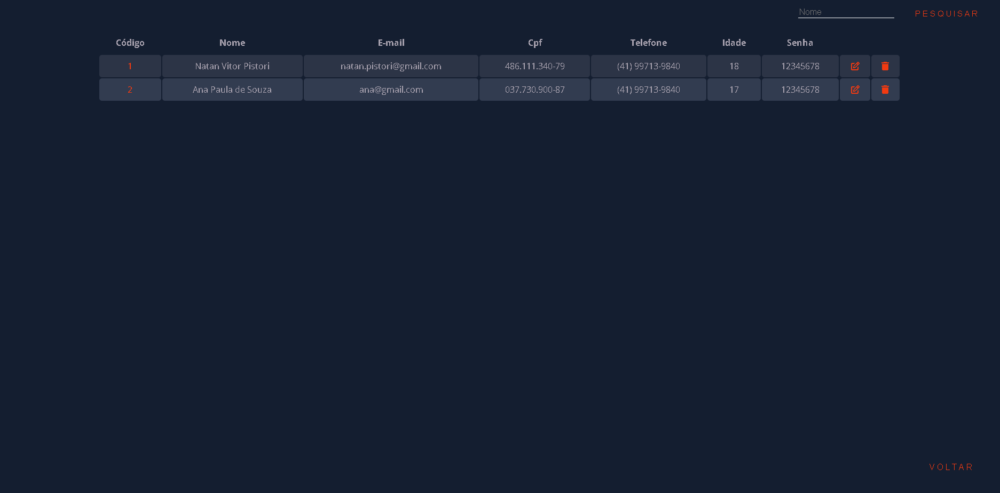 Nome PESQUISAR
Código Nome E-mail Cpf Telefone Idade Senha
1 Natan Vitor Pistori natan.pistori@gmail.com 486.111.340-79 (41) 99713-9840 18 12345678
2 Ana Paula de Souza ana@gmail.com 037.730.900-87 (41) 99713-9840 17 12345678
VOLTAR